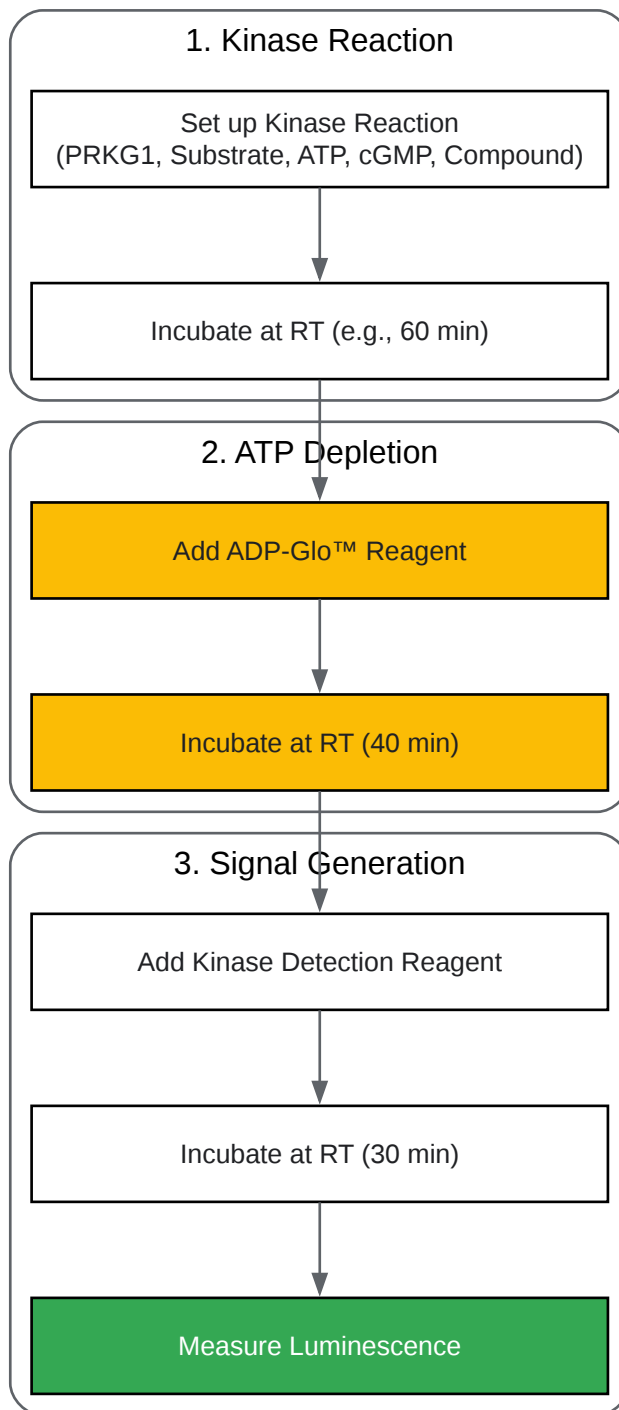 1. Kinase Reaction
Set up Kinase Reaction
(PRKG1, Substrate, ATP, cGMP, Compound)
Incubate at RT (e.g., 60 min)
2. ATP Depletion
Add ADP-Glo™ Reagent
Incubate at RT (40 min)
3. Signal Generation
Add Kinase Detection Reagent
Incubate at RT (30 min)
Measure Luminescence